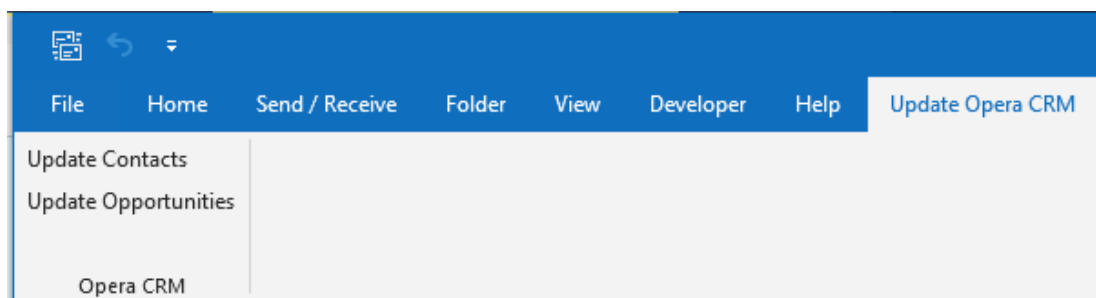 File Home Send / Receive Folder View Developer Help Update Opera CRM
Update Contacts
Update Opportunities
Opera CRM